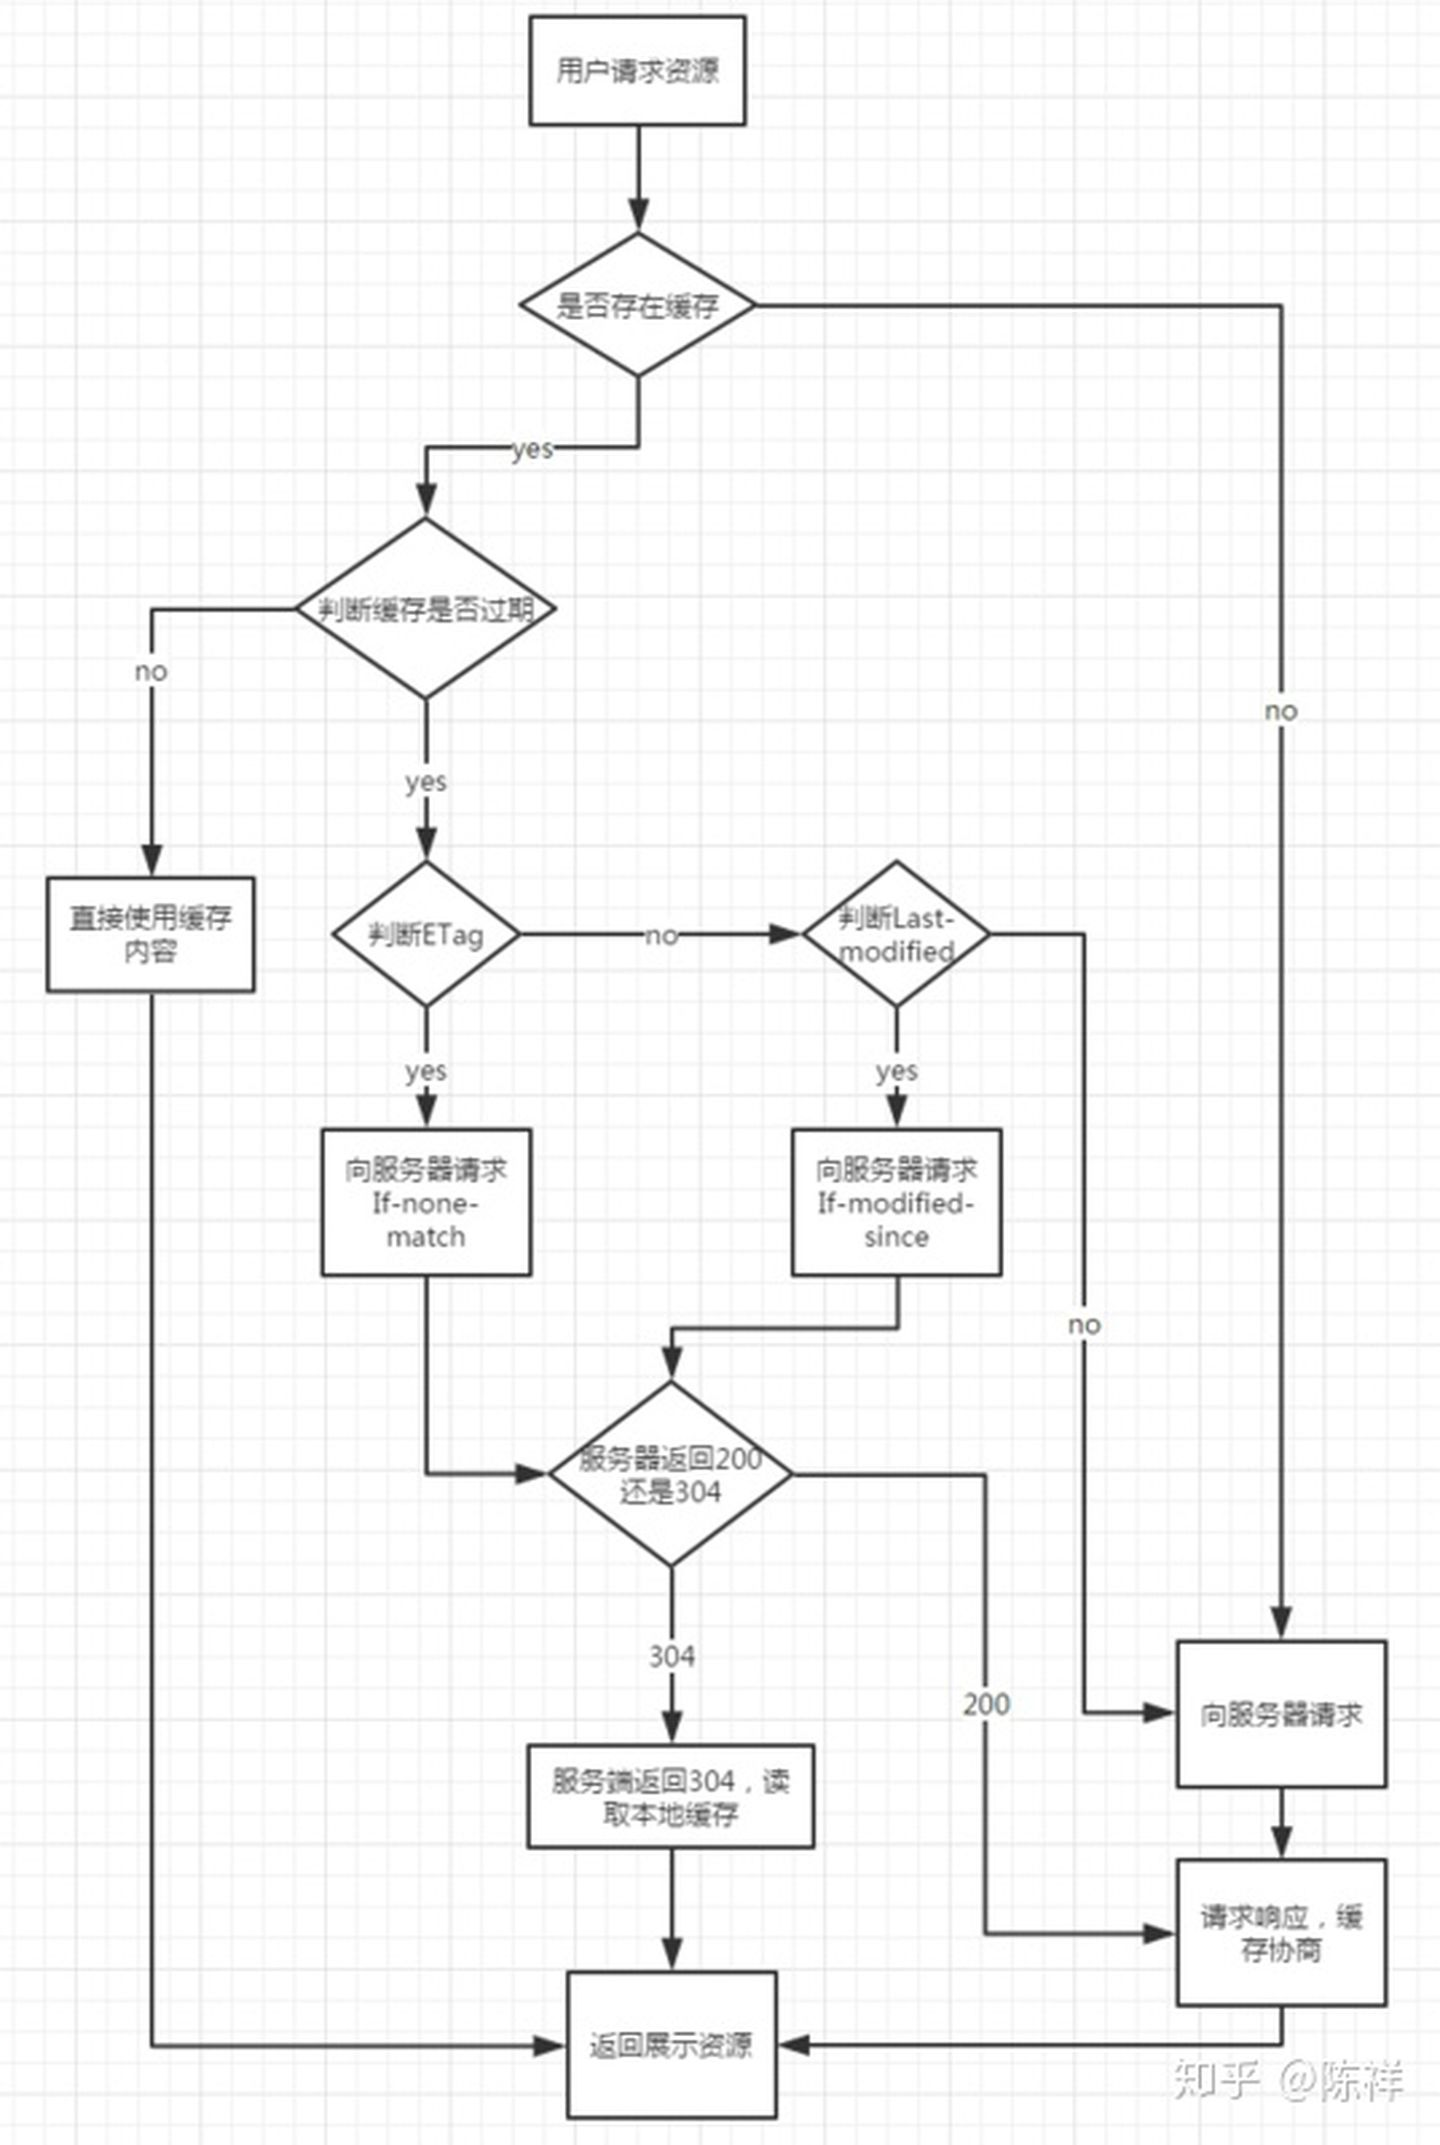 用户请求资源
是否存在缓存
yes
判断缓存是否过期
no
no
yes
直接使用缓存
内容
判断ETag
no
判断Last-
modified
yes
yes
向服务器请求
If-none-
match
向服务器请求
If-modified-
since
no
服务器返回200
还是304
304
200
向服务器请求
服务端返回304，读
取本地缓存
请求响应，缓
存协商
返回展示资源
知乎 @陈祥